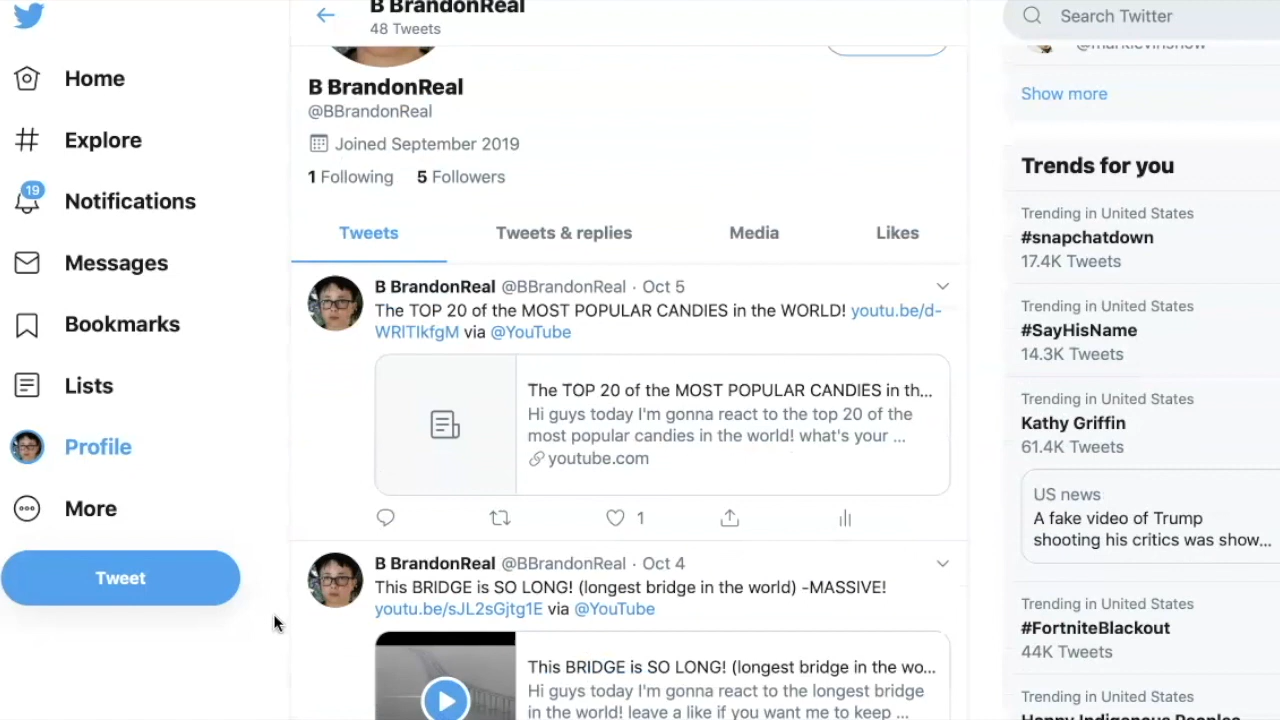 B BrandonReal
48 Tweets
Search Twitter
Home
Explore
19
Notifications
Messages
Bookmarks
Lists
Profile
More
Tweet
B BrandonReal
@BBrandonReal
Joined September 2019
1 Following 5 Followers
Tweets Tweets & replies Media Likes
B BrandonReal @BBrandonReal · Oct 5
The TOP 20 of the MOST POPULAR CANDIES in the WORLD! youtu.be/d-
WRITIkfgM via @YouTube
The TOP 20 of the MOST POPULAR CANDIES in th...
Hi guys today I'm gonna react to the top 20 of the
most popular candies in the world! what's your ...
youtube.com
1
B BrandonReal @BBrandonReal · Oct 4
This BRIDGE is SO LONG! (longest bridge in the world) -MASSIVE!
youtu.be/sJL2sGjtg1E via @YouTube
This BRIDGE is SO LONG! (longest bridge in the wo...
Hi guys today I'm gonna react to the longest bridge
in the world! leave a like if you want me to keep ...
@marklevinshow
Show more
Trends for you
Trending in United States
#snapchatdown
17.4K Tweets
Trending in United States
#SayHisName
14.3K Tweets
Trending in United States
Kathy Griffin
61.4K Tweets
US news
A fake video of Trump
shooting his critics was show...
Trending in United States
#FortniteBlackout
44K Tweets
Trending in United States
Happy Indigenous Peoples